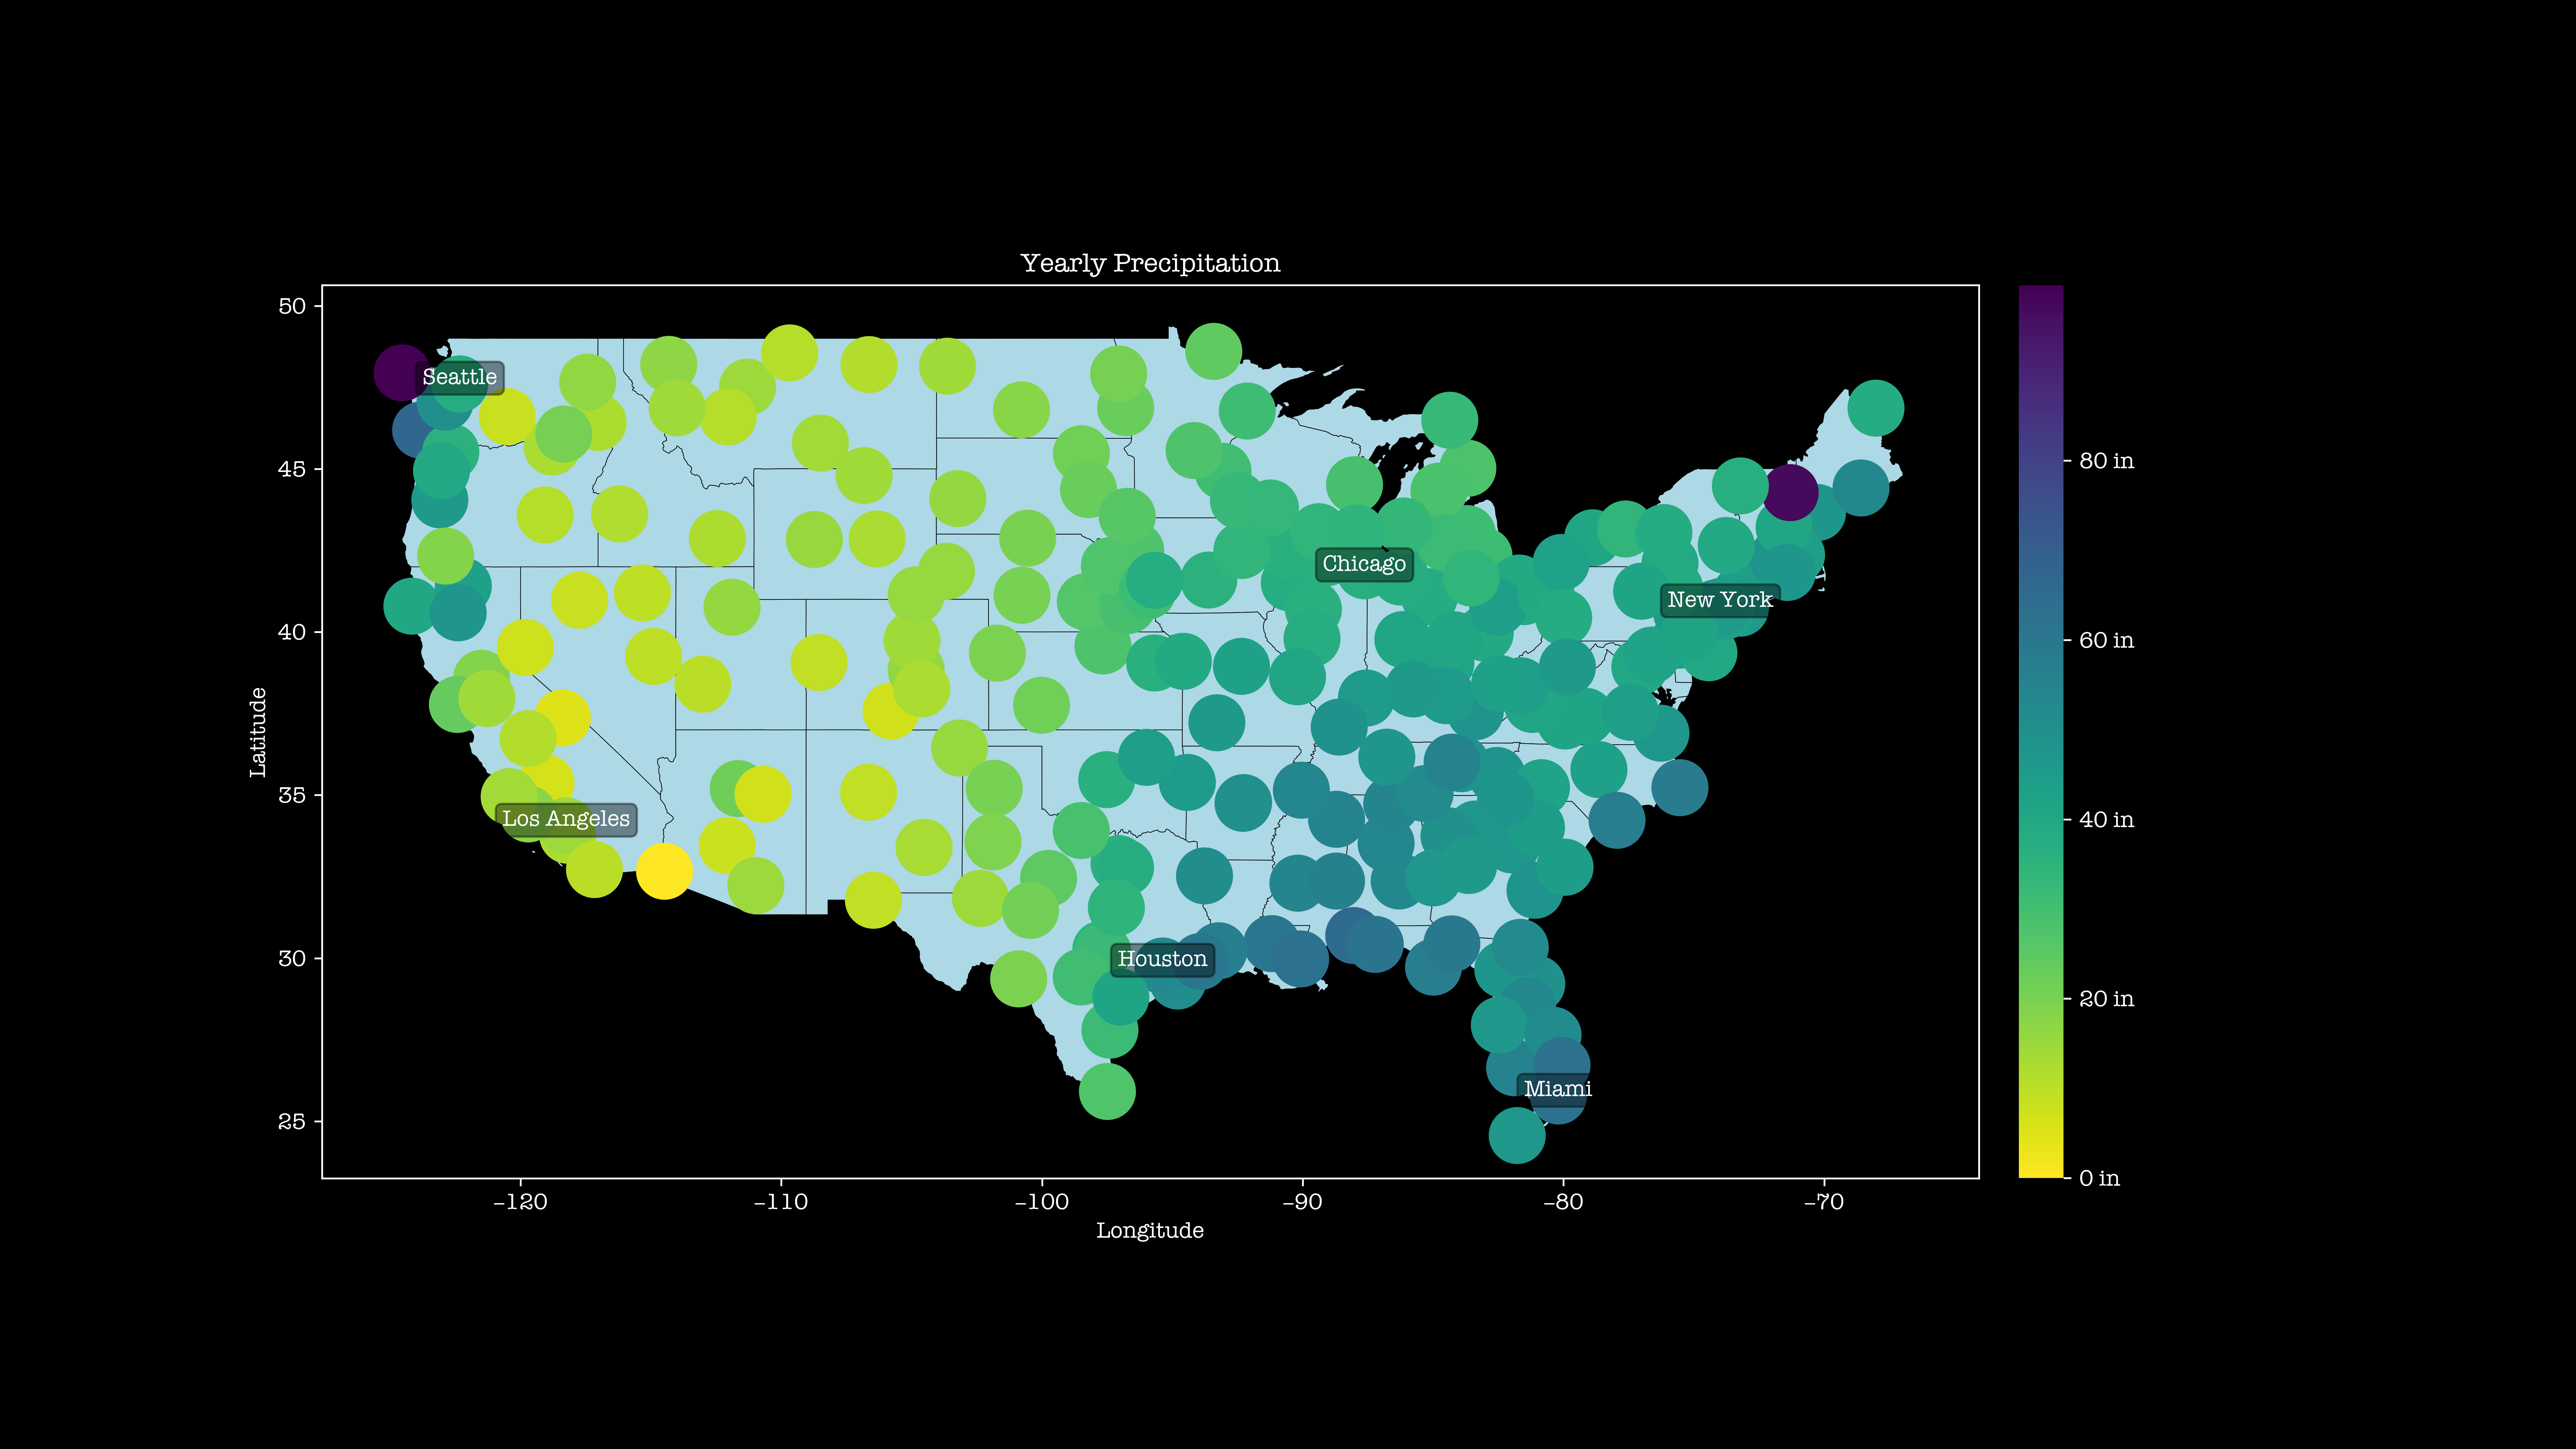 Yearly Precipitation
50
45
40
35
30
25
Latitude
Seattle
Chicago
New York
Los Angeles
Houston
Miami
80 in
60 in
40 in
20 in
0 in
−120
−110
−100
−90
−80
−70
Longitude